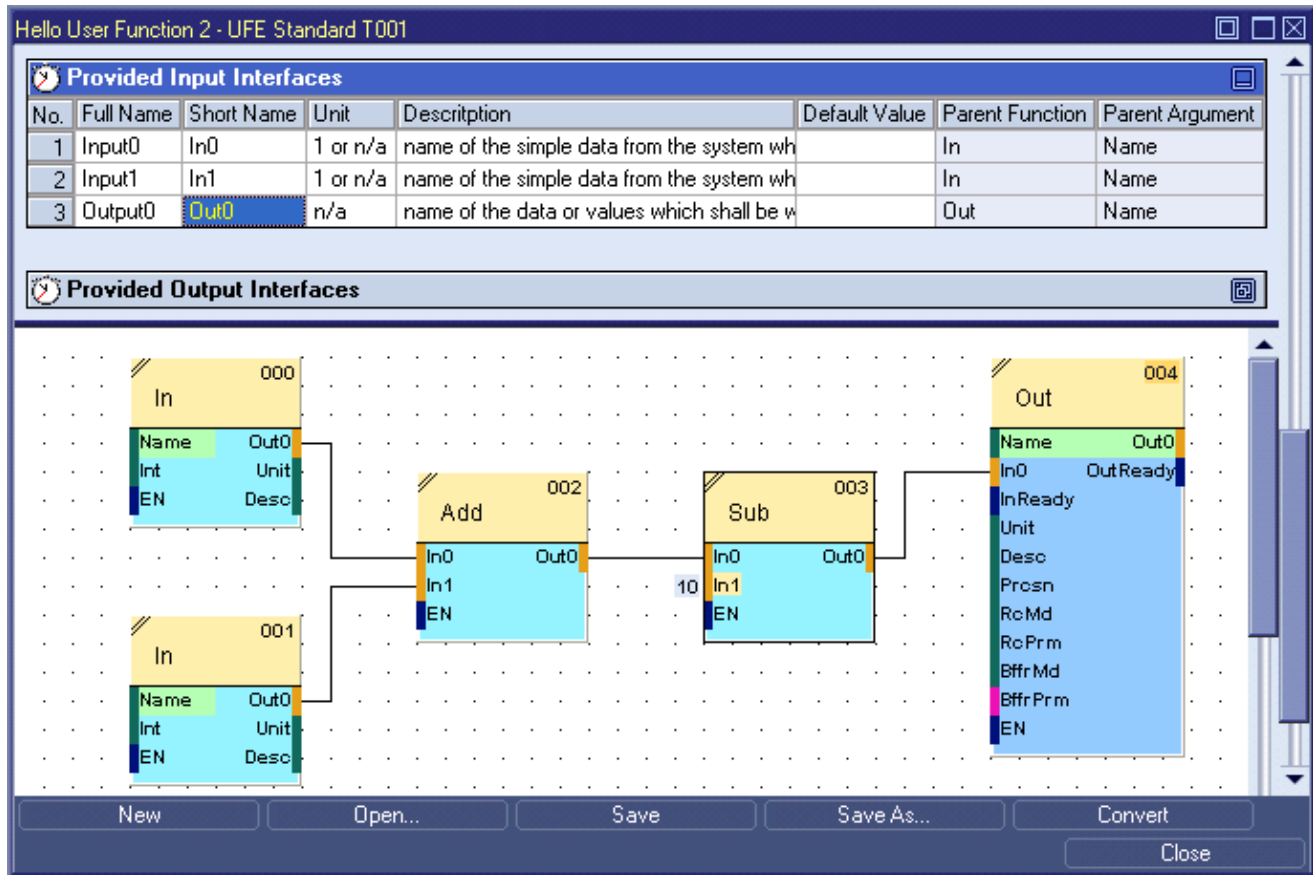 Hello User Function 2 - UFE Standard T001
Provided Input Interfaces
No. Full Name Short Name Unit Descritption Default Value Parent Function Parent Argument
1 Input0 In0 1 or n/a name of the simple data from the system wh In Name
2 Input1 In1 1 or n/a name of the simple data from the system wh In Name
3 Output0 Out0 n/a name of the data or values which shall be w Out Name
Provided Output Interfaces
000
In
Name Out0
Int Unit
EN Desc
001
In
Name Out0
Int Unit
EN Desc
002
Add
In0 Out0
In1
EN
003
Sub
In0 Out0
10 In1
EN
004
Out
Name Out0
In0 OutReady
InReady
Unit
Desc
Prcsn
RcMd
RcPrm
BffrMd
BffrPrm
EN
New Open... Save Save As... Convert
Close